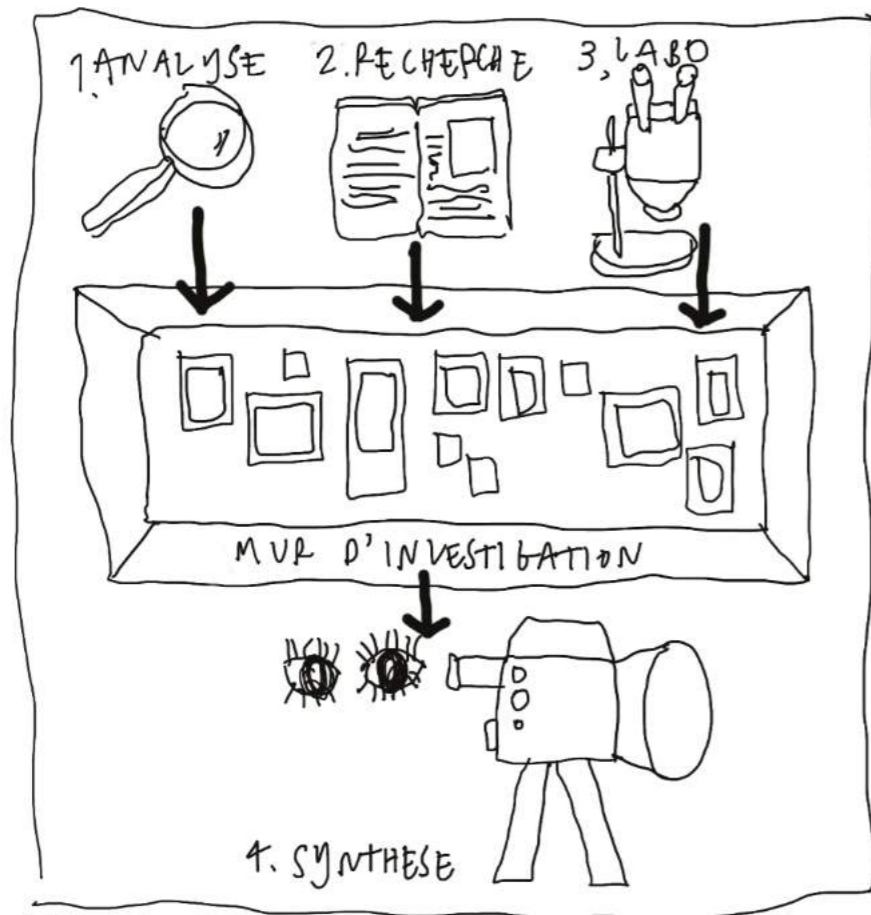 1. ANALYSE
2. RECHERCHE
3. LABO
MUR D'INVESTIGATION
4. SYNTHESE